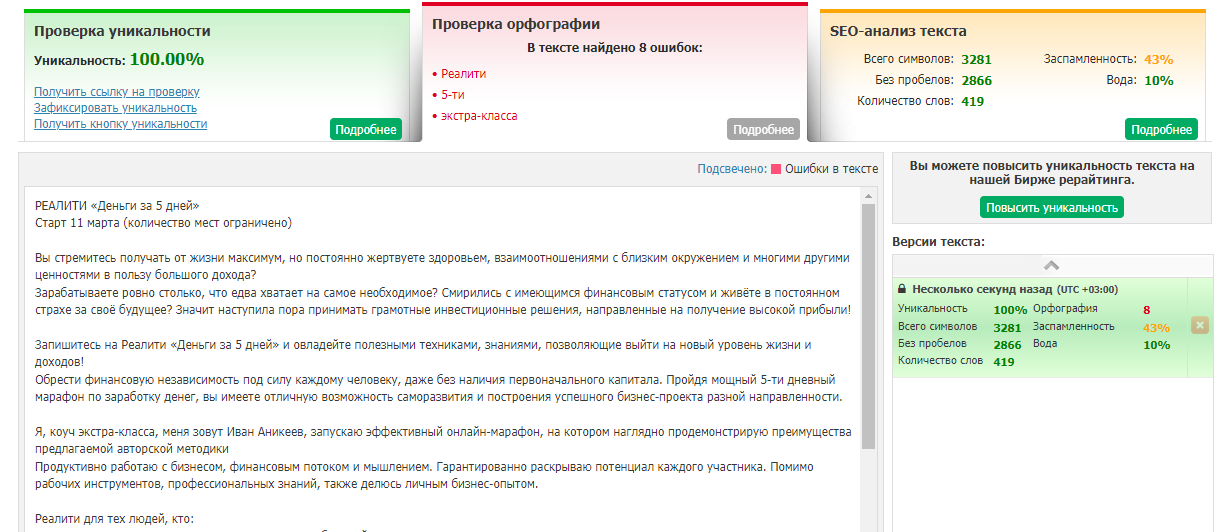 Проверка уникальности
Уникальность: 100.00%
Получить ссылку на проверку
Зафиксировать уникальность
Получить кнопку уникальности
Подробнее
Проверка орфографии
В тексте найдено 8 ошибок:
• Реалити
• 5-ти
• экстра-класса
Подробнее
SEO-анализ текста
Всего символов: 3281 Заспамленность: 43%
Без пробелов: 2866 Вода: 10%
Количество слов: 419
Подробнее
Подсвечено: Ошибки в тексте
РЕАЛИТИ «Деньги за 5 дней»
Старт 11 марта (количество мест ограничено)
Вы стремитесь получать от жизни максимум, но постоянно жертвуете здоровьем, взаимоотношениями с близким окружением и многими другими
ценностями в пользу большого дохода?
Зарабатываете ровно столько, что едва хватает на самое необходимое? Смирились с имеющимся финансовым статусом и живёте в постоянном
страхе за своё будущее? Значит наступила пора принимать грамотные инвестиционные решения, направленные на получение высокой прибыли!
Запишитесь на Реалити «Деньги за 5 дней» и овладейте полезными техниками, знаниями, позволяющие выйти на новый уровень жизни и
доходов!
Обрести финансовую независимость под силу каждому человеку, даже без наличия первоначального капитала. Пройдя мощный 5-ти дневный
марафон по заработку денег, вы имеете отличную возможность саморазвития и построения успешного бизнес-проекта разной направленности.
Я, коуч экстра-класса, меня зовут Иван Аникеев, запускаю эффективный онлайн-марафон, на котором наглядно продемонстрирую преимущества
предлагаемой авторской методики
Продуктивно работаю с бизнесом, финансовым потоком и мышлением. Гарантированно раскрываю потенциал каждого участника. Помимо
рабочих инструментов, профессиональных знаний, также делюсь личным бизнес-опытом.
Реалити для тех людей, кто:
Вы можете повысить уникальность текста на
нашей Бирже рерайтинга.
Повысить уникальность
Версии текста:
Несколько секунд назад (UTC +03:00)
Уникальность 100% Орфография 8
Всего символов 3281 Заспамленность 43%
Без пробелов 2866 Вода 10%
Количество слов 419